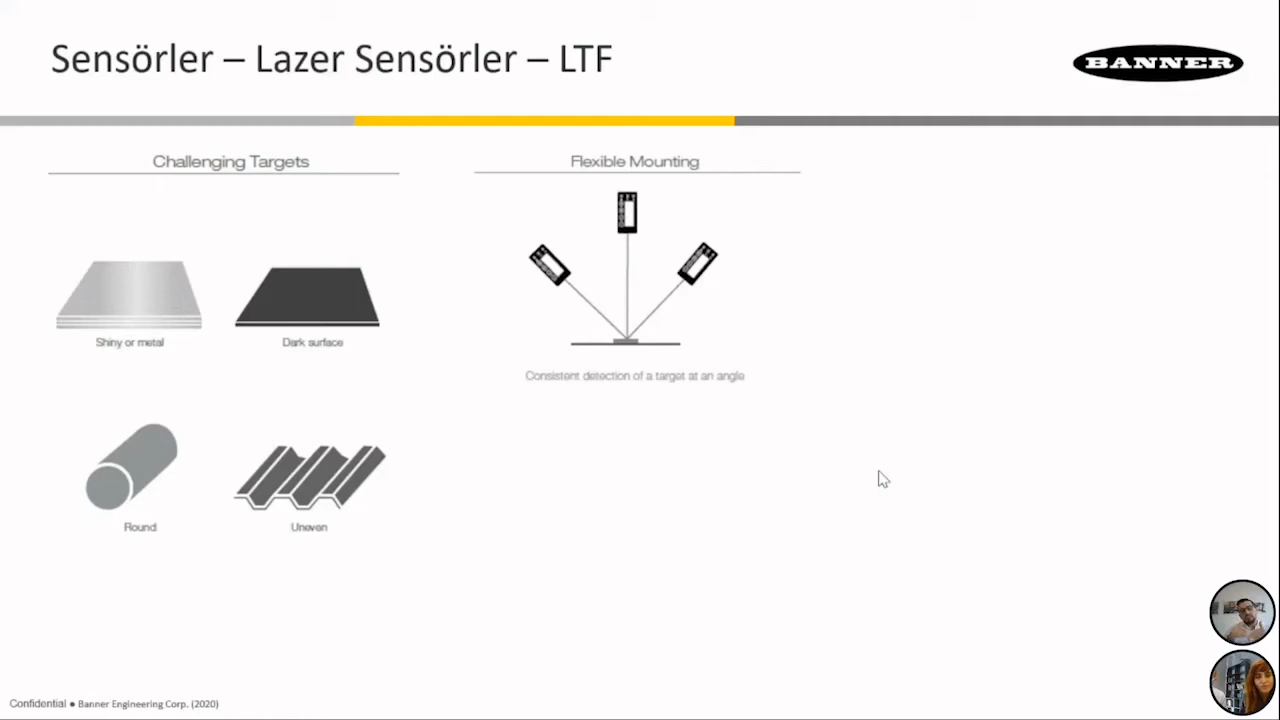 Sensörler – Lazer Sensörler – LTF
BANNER
Challenging Targets
Flexible Mounting
Shiny or metal
Dark surface
Consistent detection of a target at an angle
Round
Uneven
Confidential ● Banner Engineering Corp. (2020)